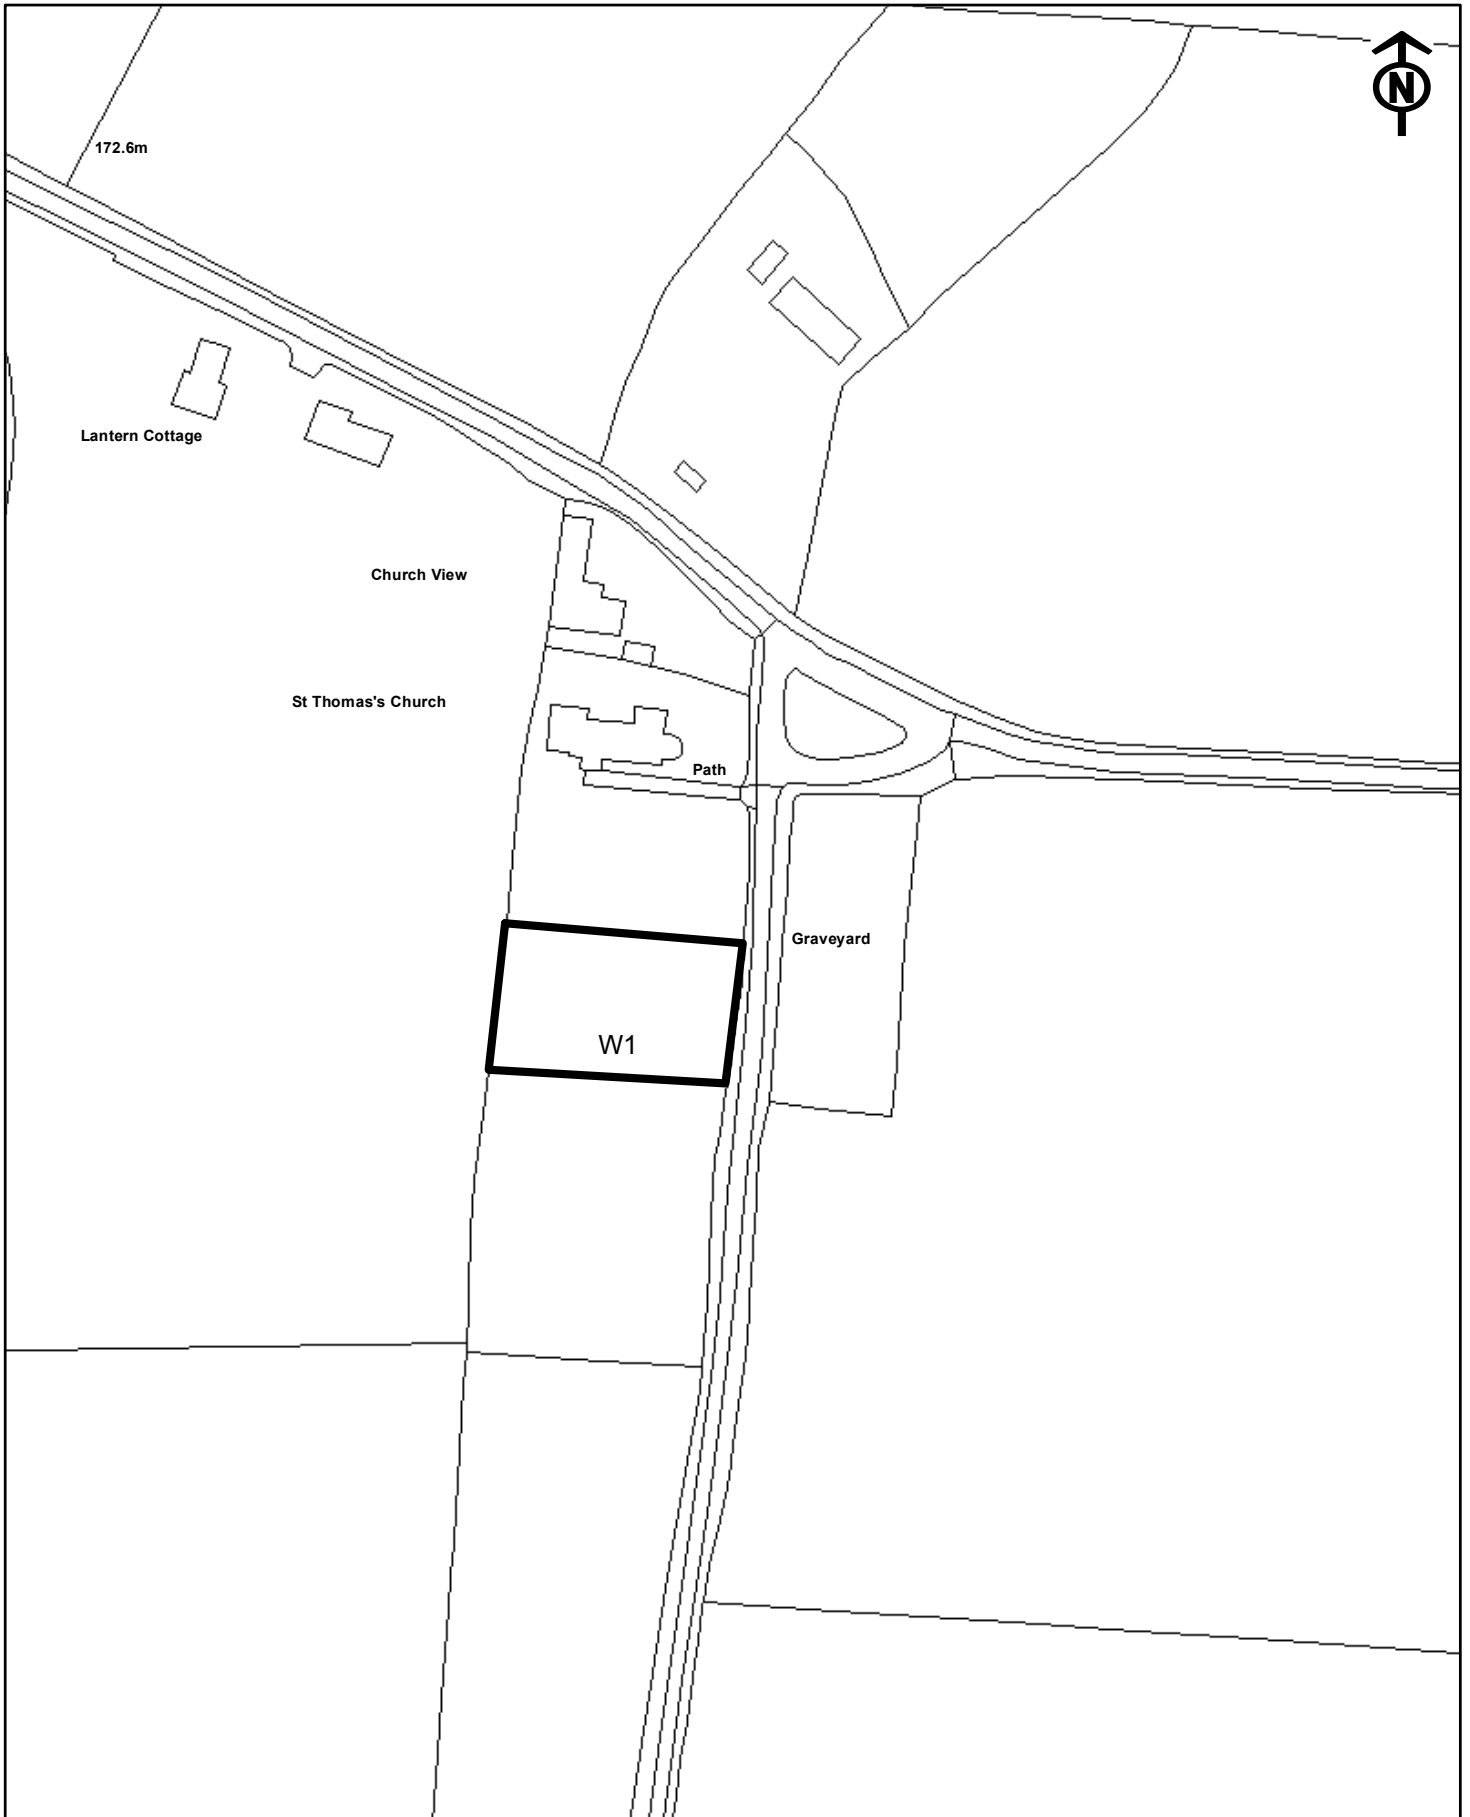 N
172.6m
Lantern Cottage
Church View
St Thomas's Church
Path
Graveyard
W1